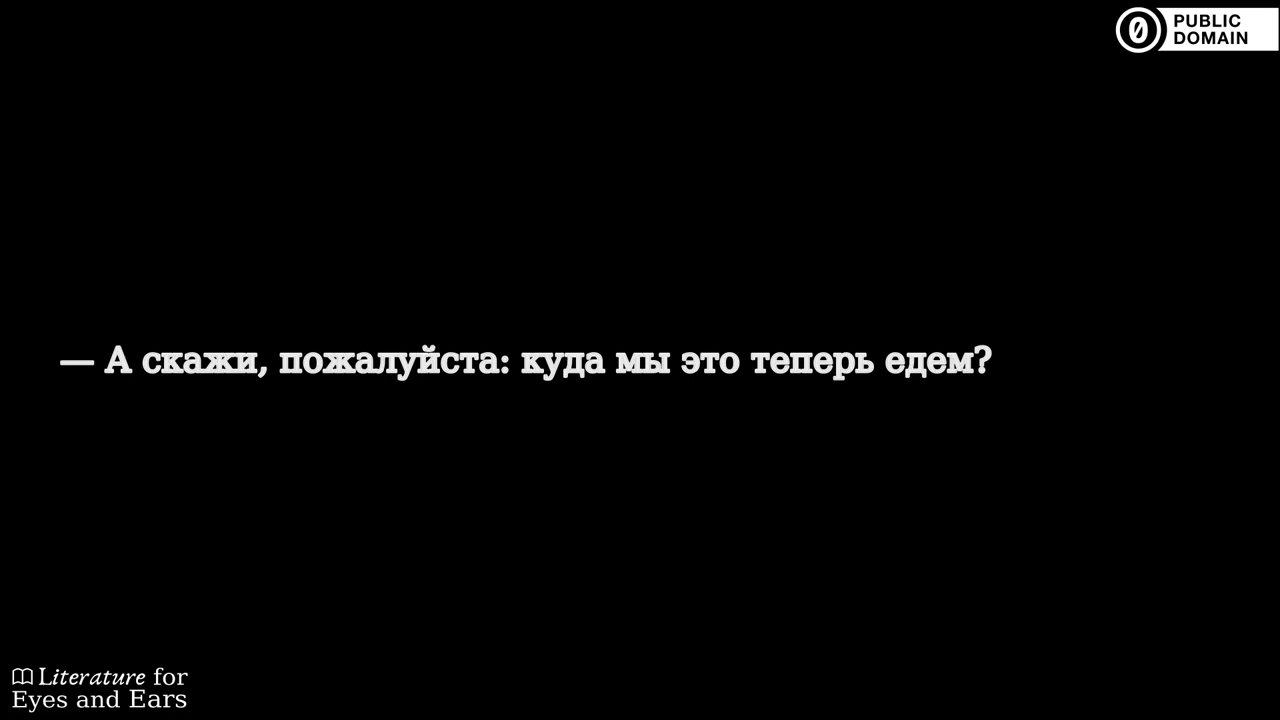 PUBLIC
DOMAIN
— А скажи, пожалуйста: куда мы это теперь едем?
Literature for
Eyes and Ears